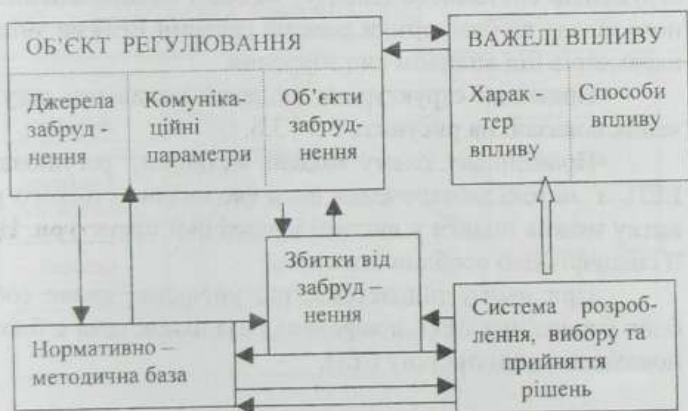 ОБ'ЄКТ РЕГУЛЮВАННЯ
Джерела
забруд -
нення
Комуніка-
ційні
параметри
Об'єкти
забруд-
нення
ВАЖЕЛІ ВПЛИВУ
Харак -
тер
впливу
Способи
впливу
Збитки від
забруд –
нення
Нормативно –
методична база
Система розроб-
лення, вибору та
прийняття
рішень